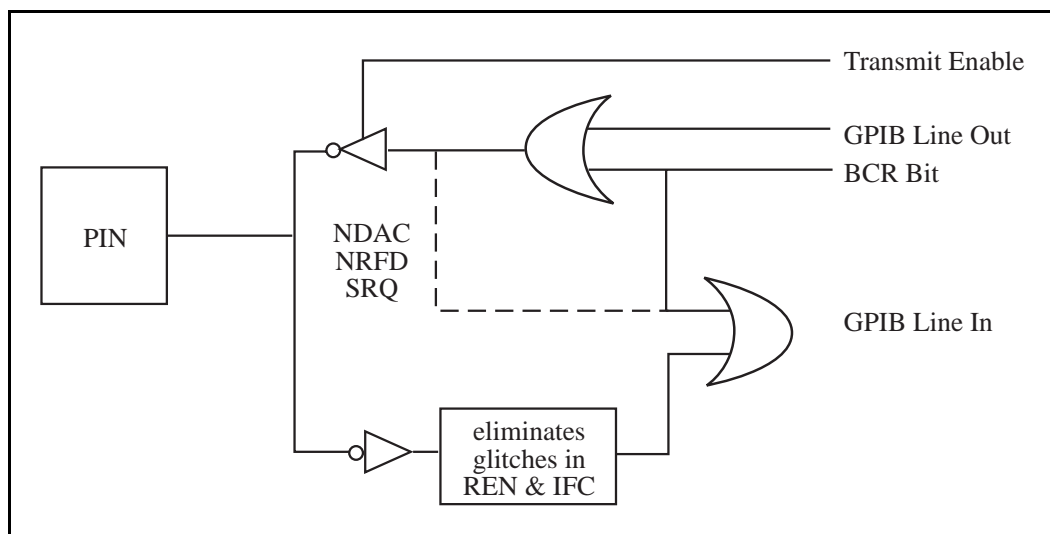 Transmit Enable
GPIB Line Out
BCR Bit
PIN
NDAC
NRFD
SRQ
GPIB Line In
eliminates
glitches in
REN & IFC